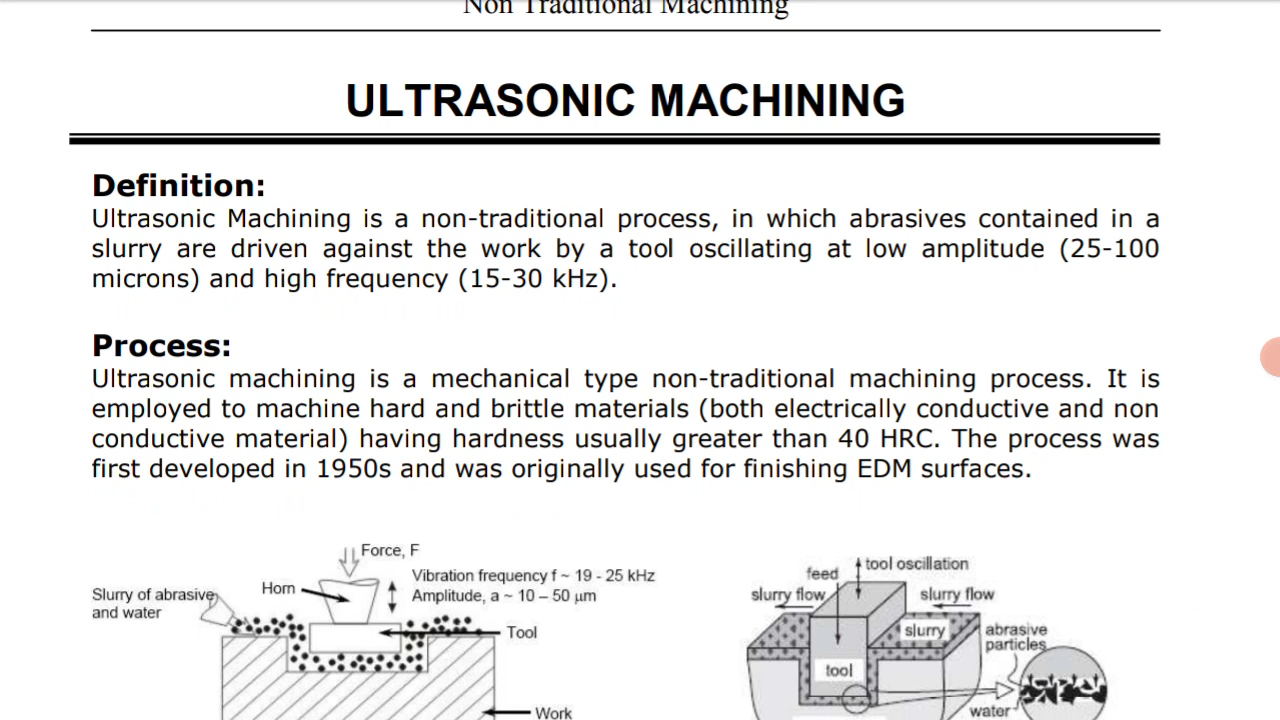 Non Traditional Machining
ULTRASONIC MACHINING
Definition:
Ultrasonic Machining is a non-traditional process, in which abrasives contained in a
slurry are driven against the work by a tool oscillating at low amplitude (25-100
microns) and high frequency (15-30 kHz).
Process:
Ultrasonic machining is a mechanical type non-traditional machining process. It is
employed to machine hard and brittle materials (both electrically conductive and non
conductive material) having hardness usually greater than 40 HRC. The process was
first developed in 1950s and was originally used for finishing EDM surfaces.
Force, F
Vibration frequency f ~ 19 - 25 kHz
Amplitude, a ~ 10 – 50 μm
Horn
Slurry of abrasive
and water
Tool
Work
tool oscillation
feed
slurry flow
slurry flow
slurry
abrasive
particles
tool
water